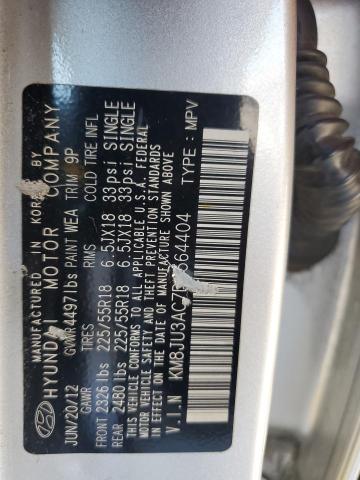 MANUFACTURED IN KOREA BY
HYUNDAI MOTOR COMPANY
JUN/20/12 GVWR 4497 lbs PAINT WEA TRIM 9P
GAWR TIRES RIMS COLD TIRE INFL
FRONT 2326 lbs 225/55R18 6.5JX18 33psi SINGLE
REAR 2480 lbs 225/55R18 6.5JX18 33psi SINGLE
THIS VEHICLE CONFORMS TO ALL APPLICABLE U.S.A. FEDERAL
MOTOR VEHICLE SAFETY AND THEFT PREVENTION STANDARDS
IN EFFECT ON THE DATE OF MANUFACTURE SHOWN ABOVE
V.I.N TYPE : MPV